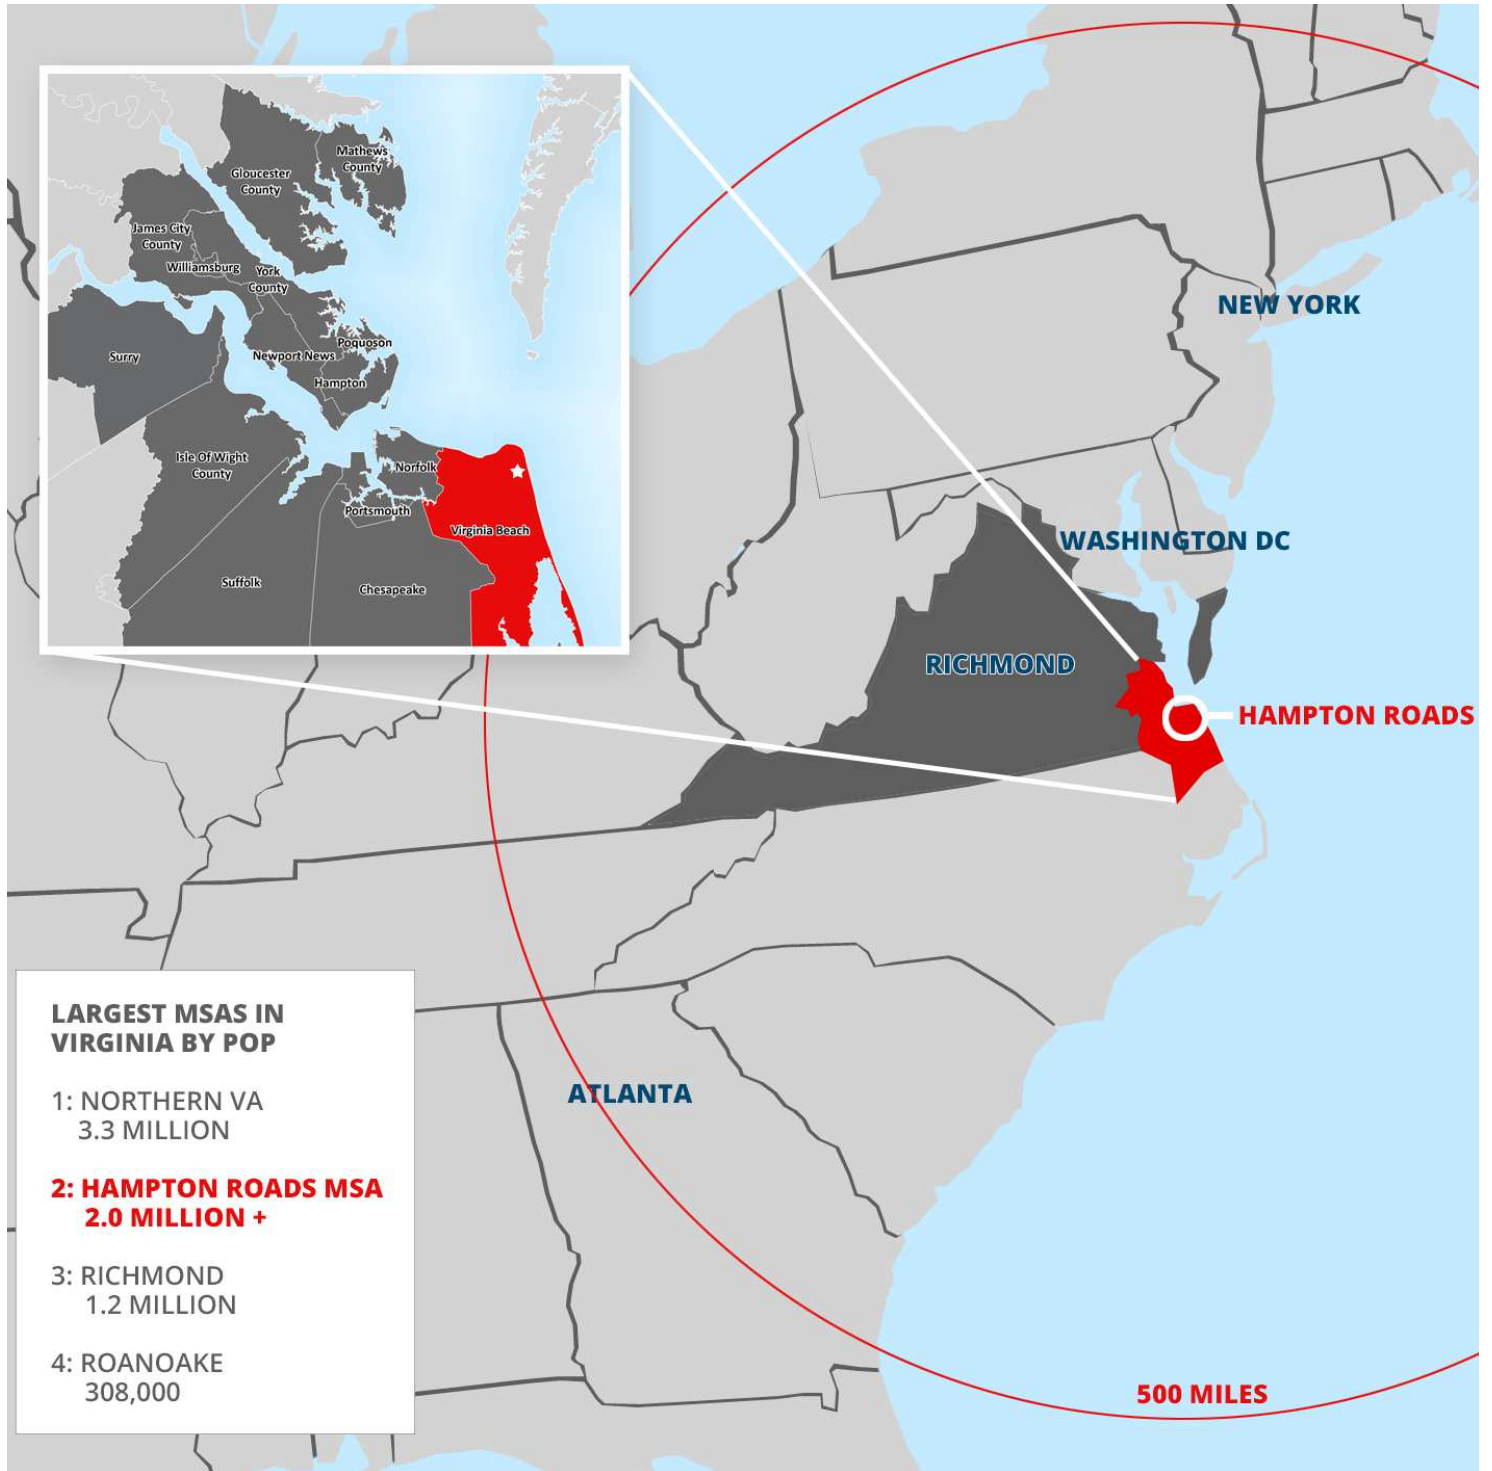 Mathews
County
Gloucester
County
James City
County
Williamsburg
York
County
Poquoson
Newport News
Surry
Hampton
Isle Of Wight
County
Norfolk
Portsmouth
Virginia Beach
Suffolk
Chesapeake
NEW YORK
WASHINGTON DC
RICHMOND
HAMPTON ROADS
ATLANTA
500 MILES
LARGEST MSAS IN
VIRGINIA BY POP
1: NORTHERN VA
3.3 MILLION
2: HAMPTON ROADS MSA
2.0 MILLION +
3: RICHMOND
1.2 MILLION
4: ROANOAKE
308,000